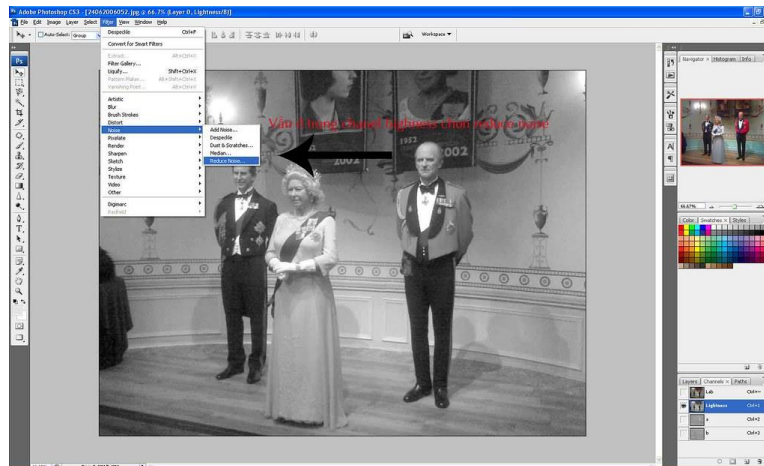 Adobe Photoshop CS3 - [24062006052.jpg @ 66.7% (Layer 0, Lightness/8)]
File Edit Image Layer Select Filter View Window Help
Auto-Select: Group
Workspace
Despeckle Ctrl+F
Convert for Smart Filters
Extract... Alt+Ctrl+X
Filter Gallery...
Liquify... Shift+Ctrl+X
Pattern Maker... Alt+Shift+Ctrl+X
Vanishing Point... Alt+Ctrl+V
Artistic
Blur
Brush Strokes
Distort
Noise
Pixelate
Render
Sharpen
Sketch
Stylize
Texture
Video
Other
Digimarc
Add Noise...
Despeckle
Dust & Scratches...
Median...
Reduce Noise...
2002
2002
Navigator × Histogram Info
66.67%
Color Swatches × Styles
Layers Channels × Paths
Lab Ctrl+~
Lightness Ctrl+1
a Ctrl+2
b Ctrl+3
Ps